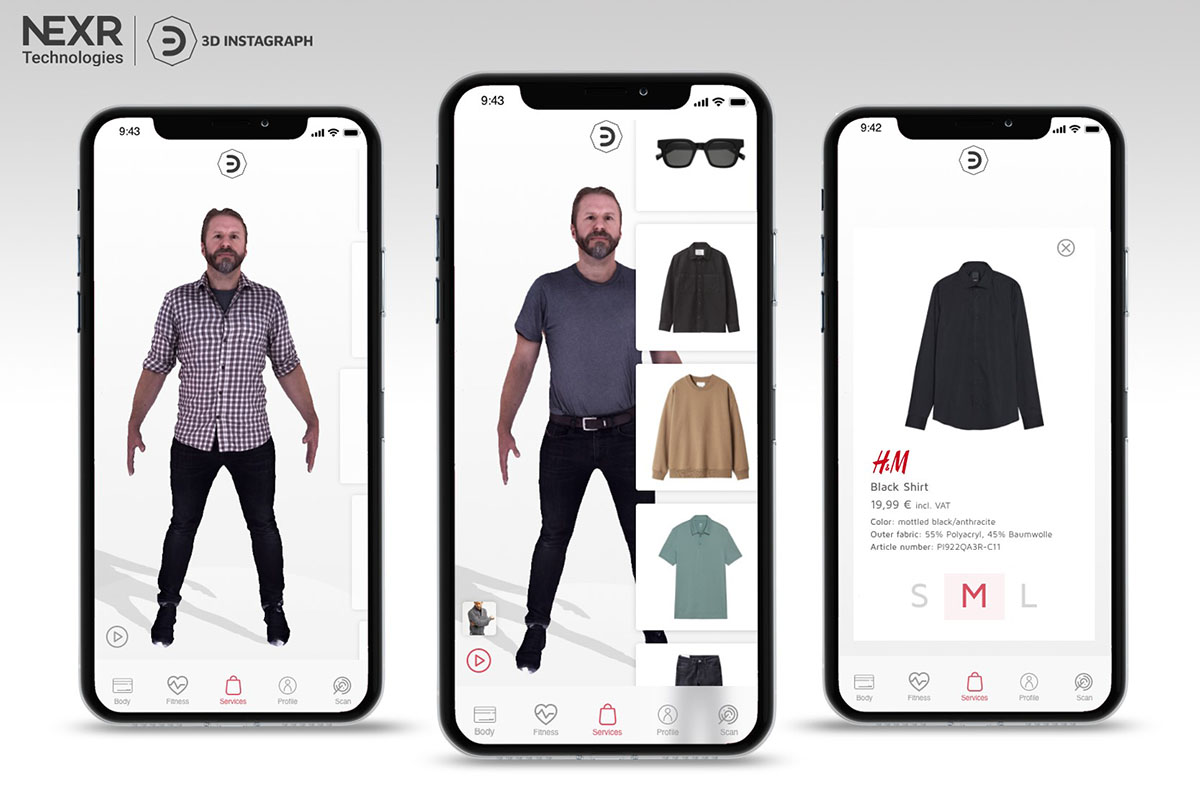 NEXR
Technologies
3D INSTAGRAPH
9:43
Body
Fitness
Services
Profile
Scan
9:43
Body
Fitness
Services
Profile
Scan
9:42
H&M
Black Shirt
19,99 € incl. VAT
Color: mottled black/anthracite
Outer fabric: 55% Polyacryl, 45% Baumwolle
Article number: PI922QA3R-C11
S M L
Body
Fitness
Services
Profile
Scan